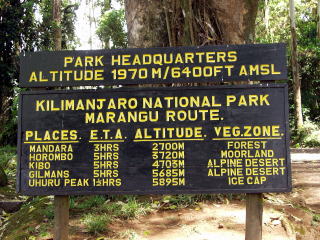 PARK HEADQUARTERS
ALTITUDE 1970 M/6400FT AMSL
KILIMANJARO NATIONAL PARK
MARANGU ROUTE.
PLACES. E.T.A. ALTITUDE. VEG.ZONE.
MANDARA 3HRS 2700M FOREST
HOROMBO 5HRS 3720M MOORLAND
KIBO 5HRS 4703M ALPINE DESERT
GILMANS 5HRS 5685M ALPINE DESERT
UHURU PEAK 1½HRS 5895M ICE CAP